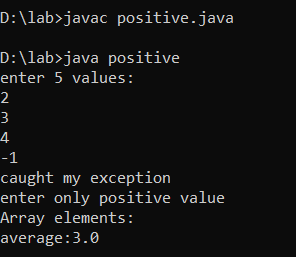 D:\lab>javac positive.java
D:\lab>java positive
enter 5 values:
2
3
4
-1
caught my exception
enter only positive value
Array elements:
average:3.0